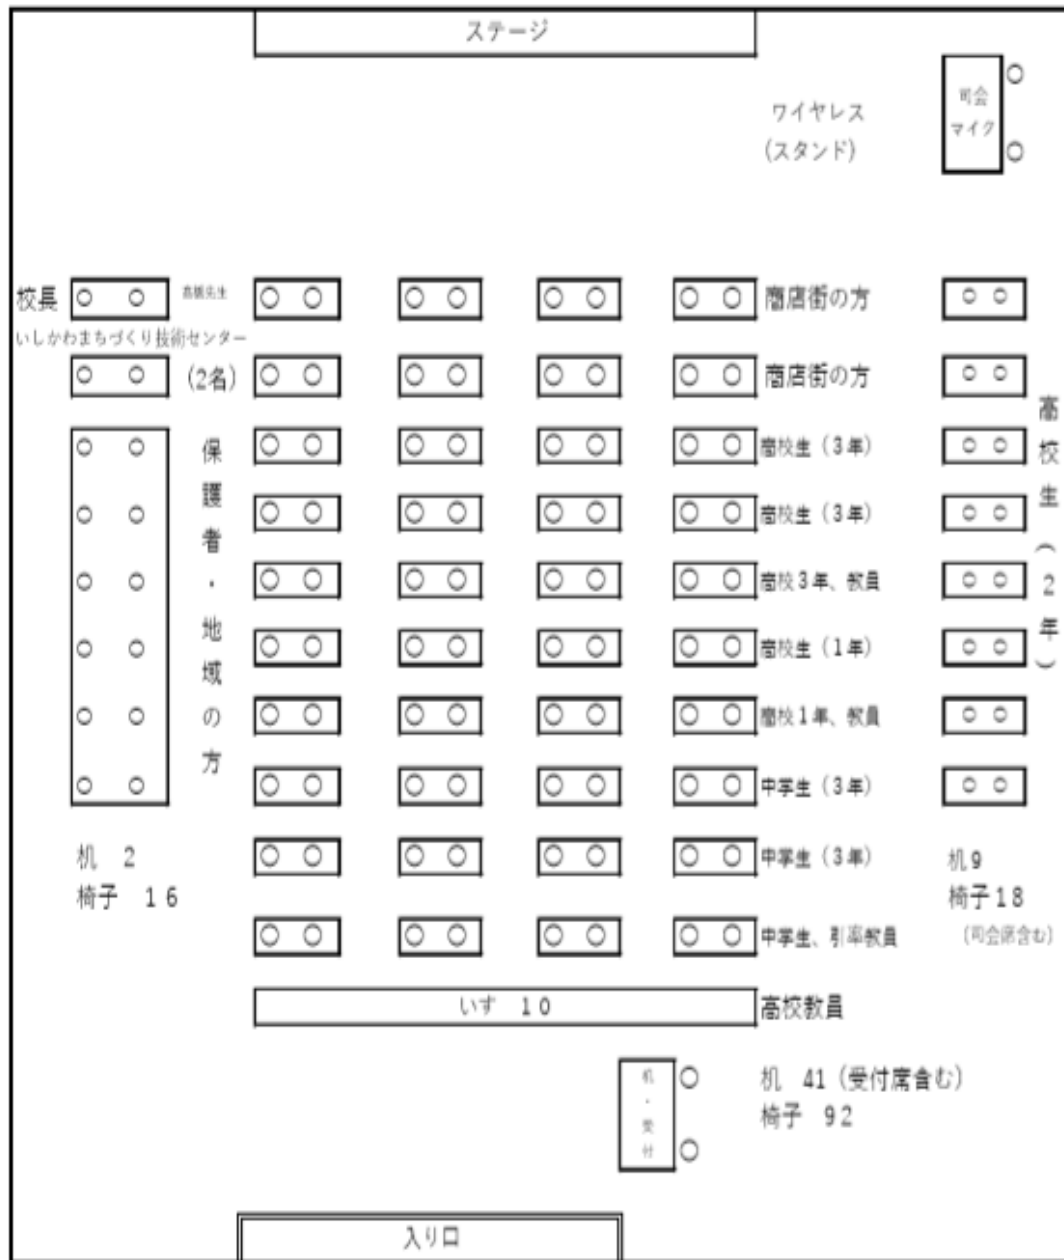 ステージ
ワイヤレス
(スタンド)
司会
マイク
校長
高橋先生
商店街の方
いしかわまちづくり技術センター
(2名)
商店街の方
保護者・地域の方
高校生(2年)
高校生(3年)
高校生(3年)
高校3年、教員
高校生(1年)
高校1年、教員
中学生(3年)
中学生(3年)
中学生、引率教員
机 2
椅子 16
机9
椅子18
(司会席含む)
いす 10
高校教員
机・受付
机 41(受付席含む)
椅子 92
入り口